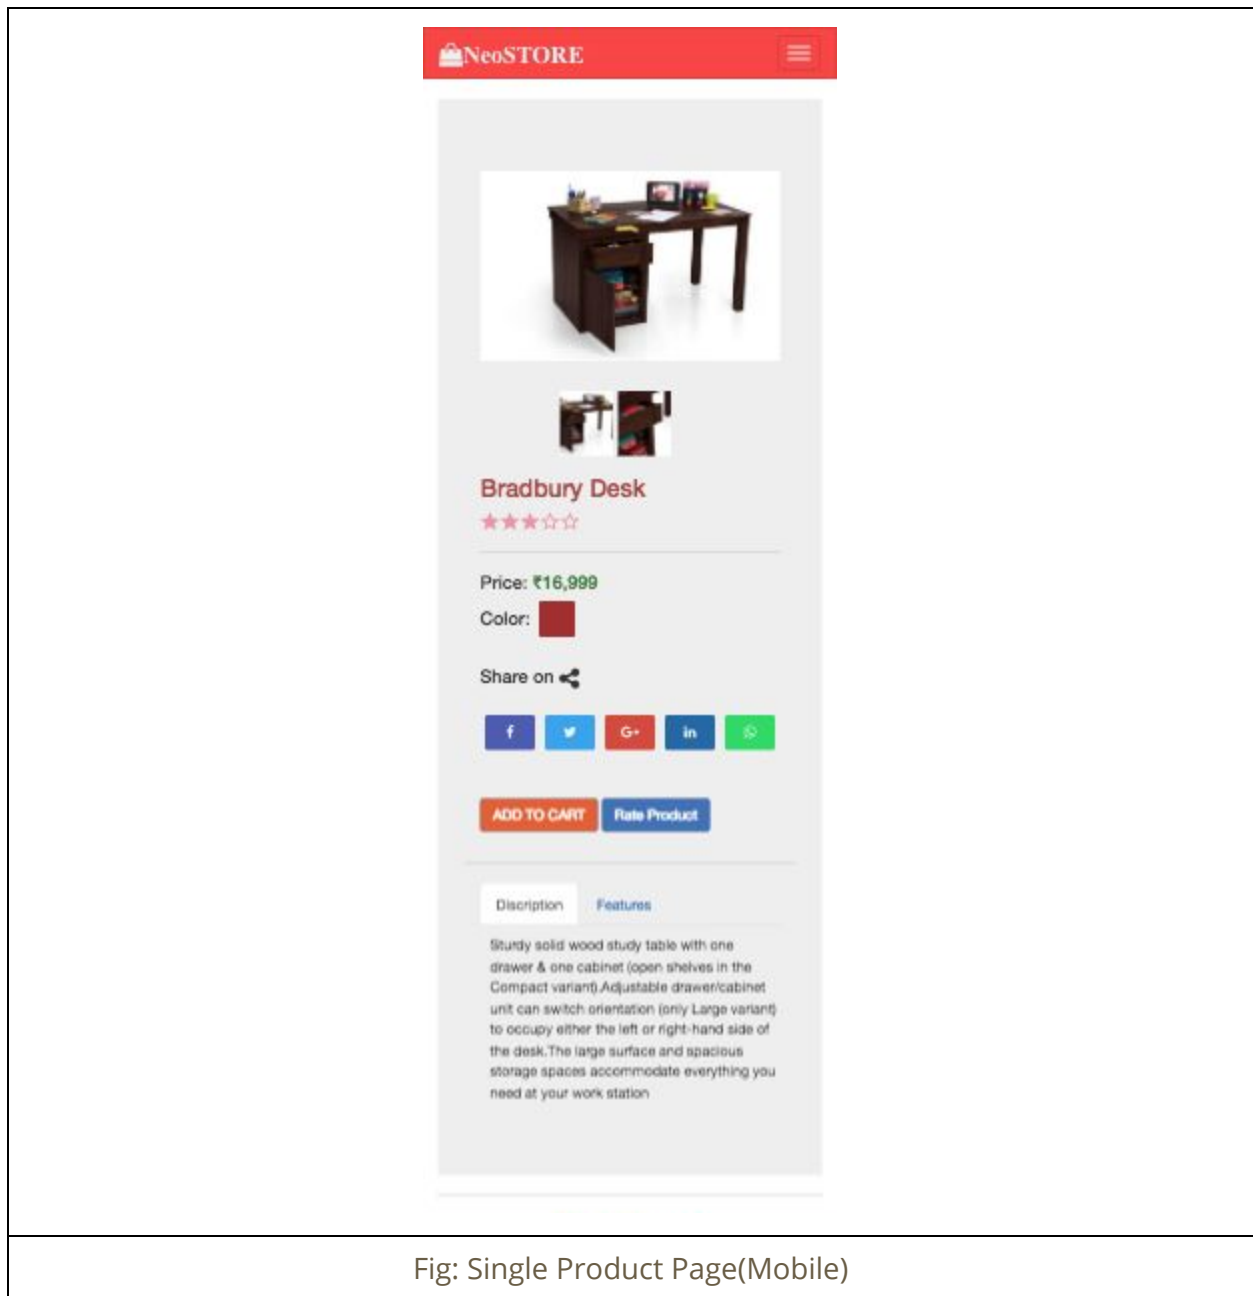 NeoSTORE
Bradbury Desk
Price: ₹16,999
Color:
Share on
f G+ in
ADD TO CART Rate Product
Discription Features
Sturdy solid wood study table with one
drawer & one cabinet (open shelves in the
Compact variant).Adjustable drawer/cabinet
unit can switch orientation (only Large variant)
to occupy either the left or right-hand side of
the desk.The large surface and spacious
storage spaces accommodate everything you
need at your work station
Fig: Single Product Page(Mobile)